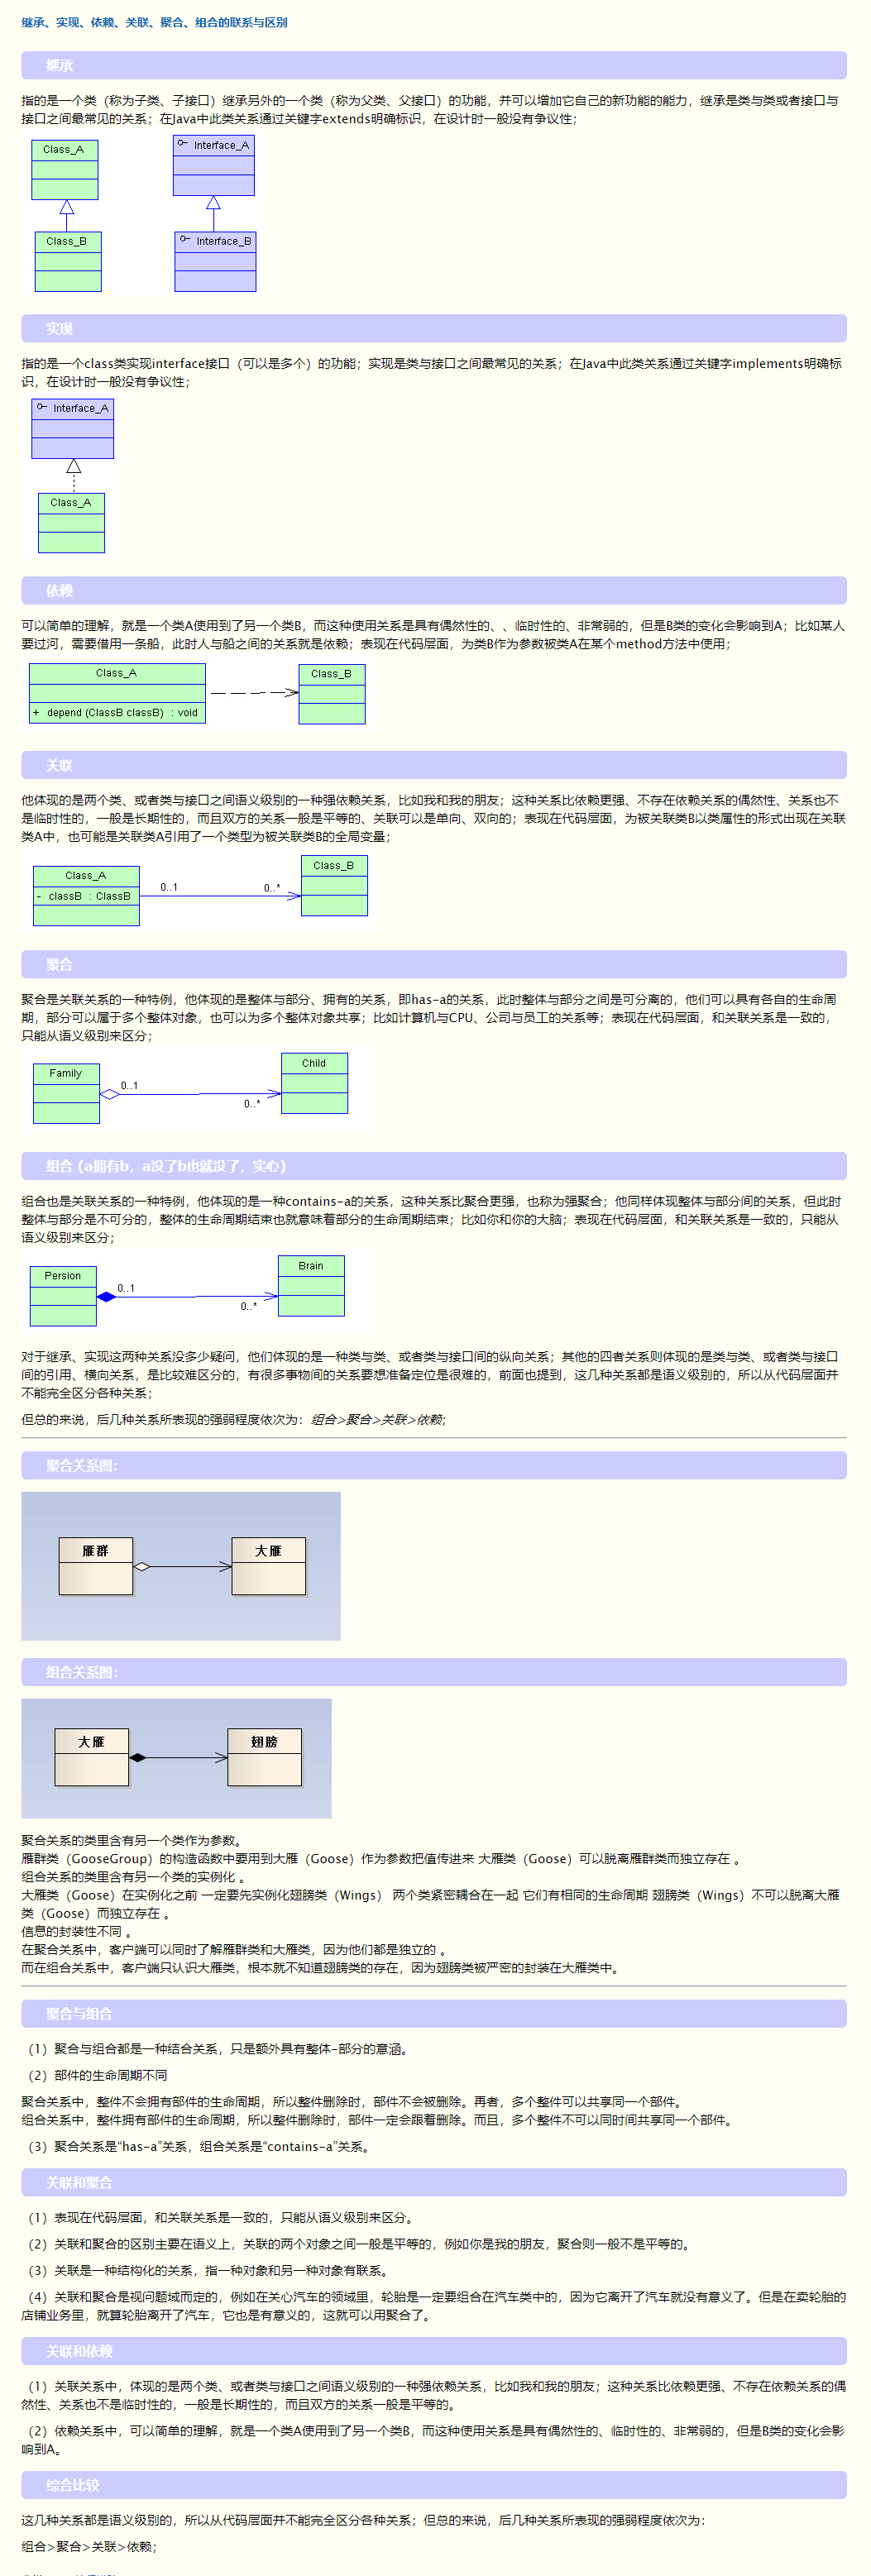 继承、实现、依赖、关联、聚合、组合的联系与区别
继承
指的是一个类（称为子类、子接口）继承另外的一个类（称为父类、父接口）的功能，并可以增加它自己的新功能的能力，继承是类与类或者接口与
接口之间最常见的关系；在Java中此类关系通过关键字extends明确标识，在设计时一般没有争议性；
Class_A
Interface_A
Class_B
Interface_B
实现
指的是一个class类实现interface接口（可以是多个）的功能；实现是类与接口之间最常见的关系；在Java中此类关系通过关键字implements明确标
识，在设计时一般没有争议性；
Interface_A
Class_A
依赖
可以简单的理解，就是一个类A使用到了另一个类B，而这种使用关系是具有偶然性的、、临时性的、非常弱的，但是B类的变化会影响到A；比如某人
要过河，需要借用一条船，此时人与船之间的关系就是依赖；表现在代码层面，为类B作为参数被类A在某个method方法中使用；
Class_A
Class_B
+ depend (ClassB classB) : void
关联
他体现的是两个类、或者类与接口之间语义级别的一种强依赖关系，比如我和我的朋友；这种关系比依赖更强、不存在依赖关系的偶然性、关系也不
是临时性的，一般是长期性的，而且双方的关系一般是平等的、关联可以是单向、双向的；表现在代码层面，为被关联类B以类属性的形式出现在关联
类A中，也可能是关联类A引用了一个类型为被关联类B的全局变量；
Class_A
Class_B
- classB : ClassB
0..1
0..*
聚合
聚合是关联关系的一种特例，他体现的是整体与部分、拥有的关系，即has-a的关系，此时整体与部分之间是可分离的，他们可以具有各自的生命周
期，部分可以属于多个整体对象，也可以为多个整体对象共享；比如计算机与CPU、公司与员工的关系等；表现在代码层面，和关联关系是一致的，
只能从语义级别来区分；
Family
Child
0..1
0..*
组合（a拥有b，a没了b也就没了，实心）
组合也是关联关系的一种特例，他体现的是一种contains-a的关系，这种关系比聚合更强，也称为强聚合；他同样体现整体与部分间的关系，但此时
整体与部分是不可分的，整体的生命周期结束也就意味着部分的生命周期结束；比如你和你的大脑；表现在代码层面，和关联关系是一致的，只能从
语义级别来区分；
Persion
Brain
0..1
0..*
对于继承、实现这两种关系没多少疑问，他们体现的是一种类与类、或者类与接口间的纵向关系；其他的四者关系则体现的是类与类、或者类与接口
间的引用、横向关系，是比较难区分的，有很多事物间的关系要想准备定位是很难的，前面也提到，这几种关系都是语义级别的，所以从代码层面并
不能完全区分各种关系；
但总的来说，后几种关系所表现的强弱程度依次为：组合>聚合>关联>依赖；
聚合关系图：
雁群
大雁
组合关系图：
大雁
翅膀
聚合关系的类里含有另一个类作为参数。
雁群类（GooseGroup）的构造函数中要用到大雁（Goose）作为参数把值传进来 大雁类（Goose）可以脱离雁群类而独立存在 。
组合关系的类里含有另一个类的实例化 。
大雁类（Goose）在实例化之前 一定要先实例化翅膀类（Wings） 两个类紧密耦合在一起 它们有相同的生命周期 翅膀类（Wings）不可以脱离大雁
类（Goose）而独立存在 。
信息的封装性不同 。
在聚合关系中，客户端可以同时了解雁群类和大雁类，因为他们都是独立的 。
而在组合关系中，客户端只认识大雁类，根本就不知道翅膀类的存在，因为翅膀类被严密的封装在大雁类中。
聚合与组合
（1）聚合与组合都是一种结合关系，只是额外具有整体-部分的意涵。
（2）部件的生命周期不同
聚合关系中，整件不会拥有部件的生命周期，所以整件删除时，部件不会被删除。再者，多个整件可以共享同一个部件。
组合关系中，整件拥有部件的生命周期，所以整件删除时，部件一定会跟着删除。而且，多个整件不可以同时间共享同一个部件。
（3）聚合关系是“has-a”关系，组合关系是“contains-a”关系。
关联和聚合
（1）表现在代码层面，和关联关系是一致的，只能从语义级别来区分。
（2）关联和聚合的区别主要在语义上，关联的两个对象之间一般是平等的，例如你是我的朋友，聚合则一般不是平等的。
（3）关联是一种结构化的关系，指一种对象和另一种对象有联系。
（4）关联和聚合是视问题域而定的，例如在关心汽车的领域里，轮胎是一定要组合在汽车类中的，因为它离开了汽车就没有意义了。但是在卖轮胎的
店铺业务里，就算轮胎离开了汽车，它也是有意义的，这就可以用聚合了。
关联和依赖
（1）关联关系中，体现的是两个类、或者类与接口之间语义级别的一种强依赖关系，比如我和我的朋友；这种关系比依赖更强、不存在依赖关系的偶
然性、关系也不是临时性的，一般是长期性的，而且双方的关系一般是平等的。
（2）依赖关系中，可以简单的理解，就是一个类A使用到了另一个类B，而这种使用关系是具有偶然性的、临时性的、非常弱的，但是B类的变化会影
响到A。
综合比较
这几种关系都是语义级别的，所以从代码层面并不能完全区分各种关系；但总的来说，后几种关系所表现的强弱程度依次为：
组合>聚合>关联>依赖；